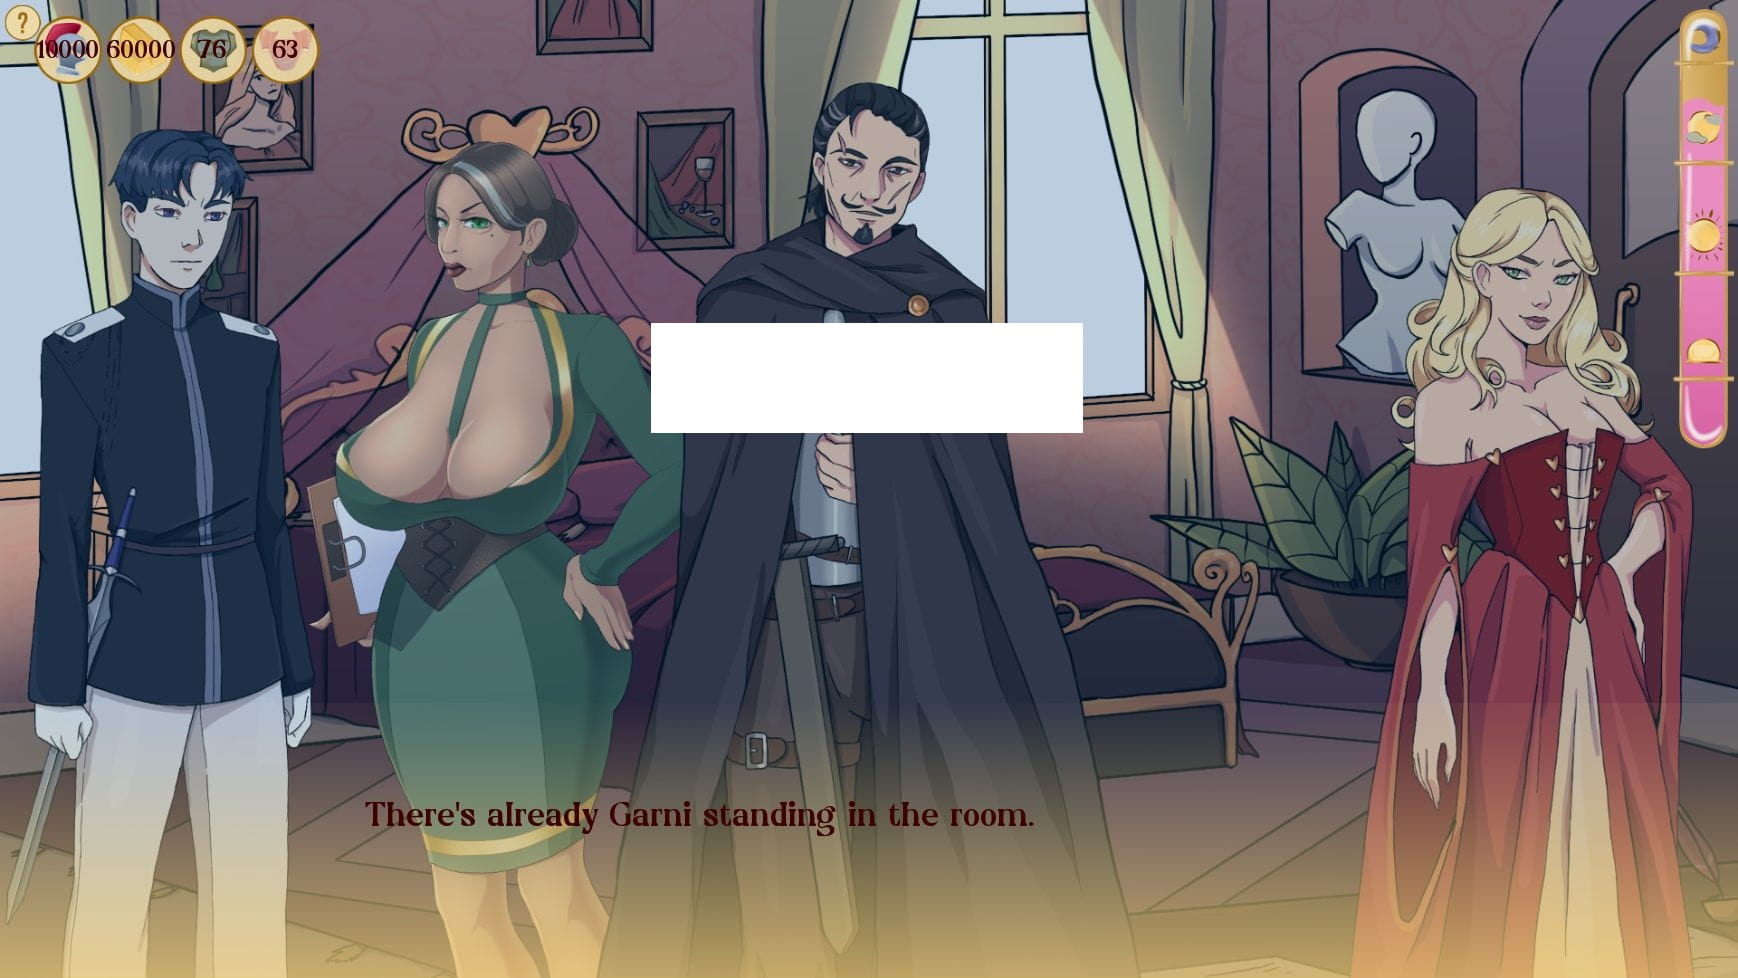 ?
10000 60000 76 63
There's already Garni standing in the room.